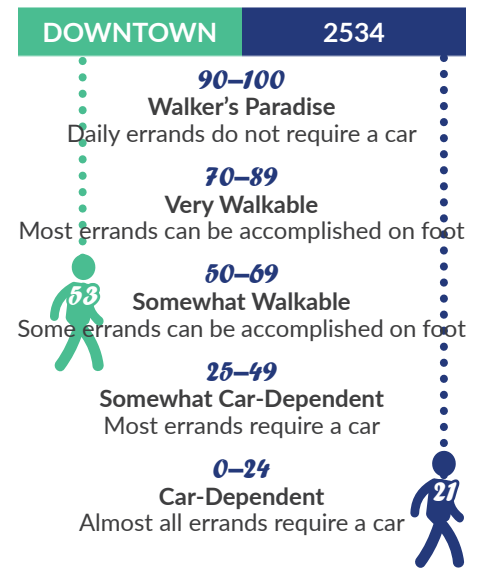 DOWNTOWN 2534
90–100
Walker's Paradise
Daily errands do not require a car
70–89
Very Walkable
Most errands can be accomplished on foot
50–69
53
Somewhat Walkable
Some errands can be accomplished on foot
25–49
Somewhat Car-Dependent
Most errands require a car
0–24
21
Car-Dependent
Almost all errands require a car